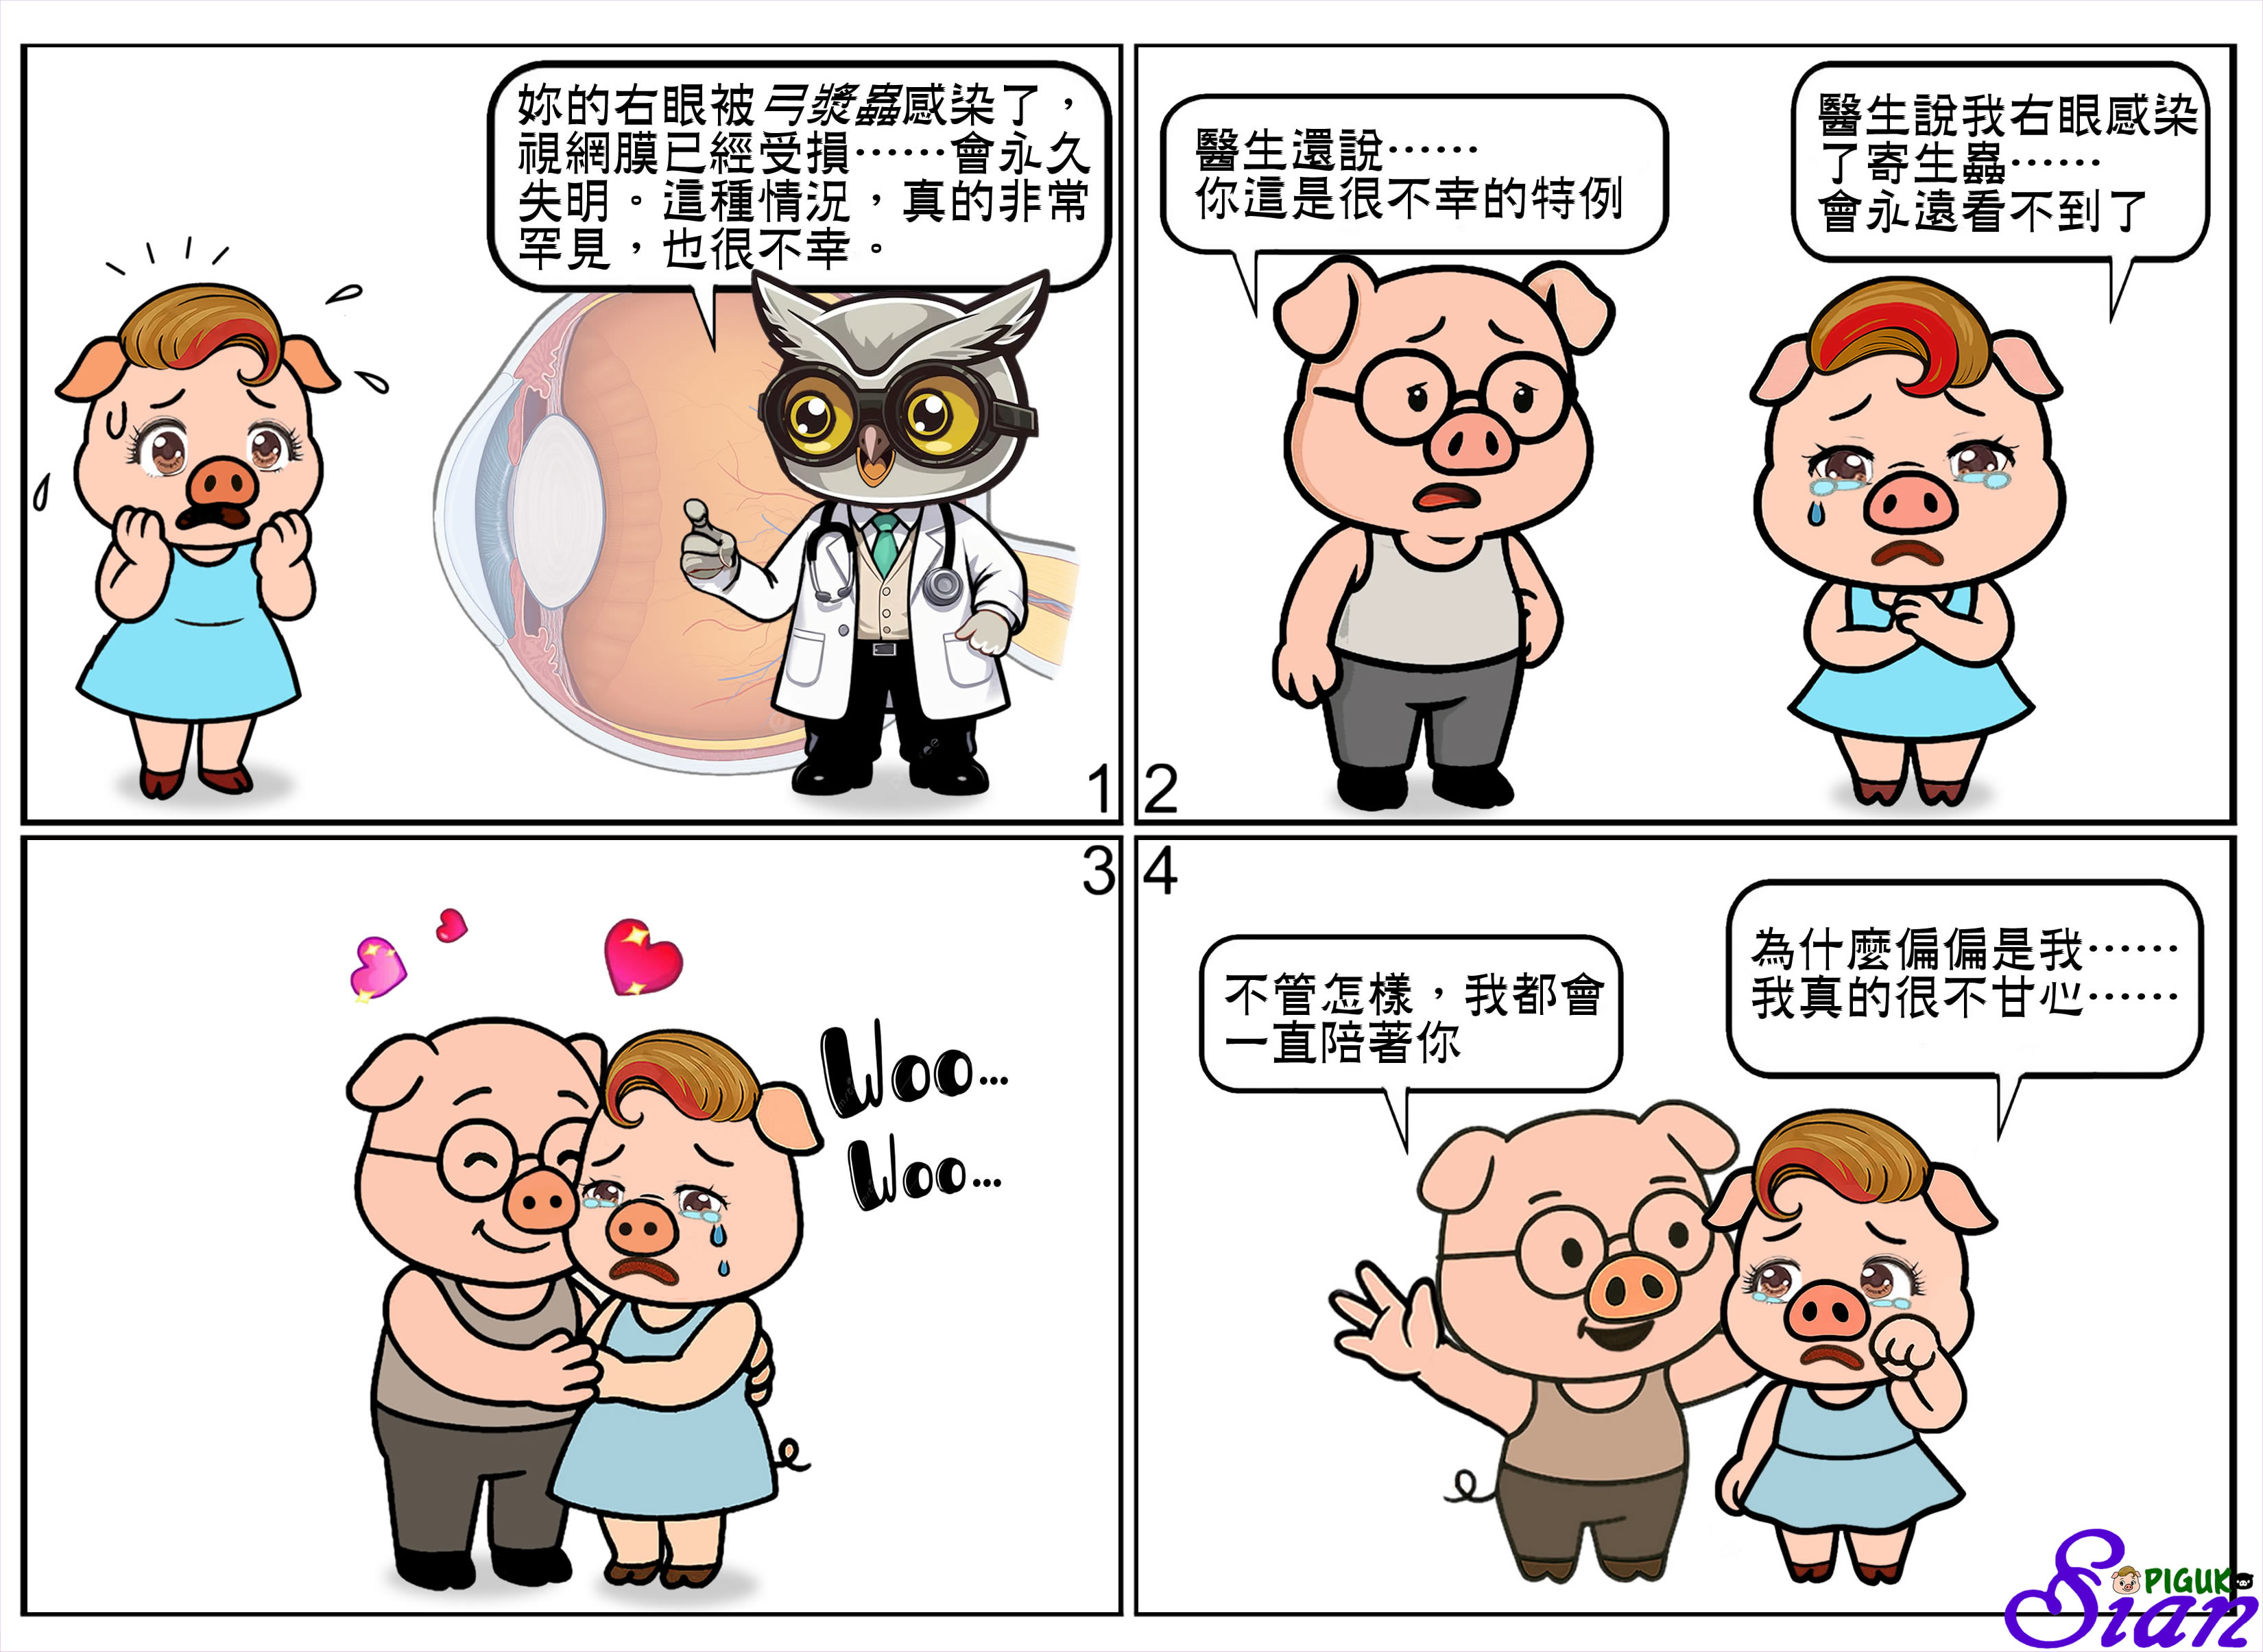 妳的右眼被弓漿蟲感染了，
視網膜已經受損……會永久
失明。這種情況，真的非常
罕見，也很不幸。
1
醫生說我右眼感染
了寄生蟲……
會永遠看不到了
醫生還說……
你這是很不幸的特例
2
3
Woo...
Woo...
4
為什麼偏偏是我……
我真的很不甘心……
不管怎樣，我都會
一直陪著你
PIGUK
Sian